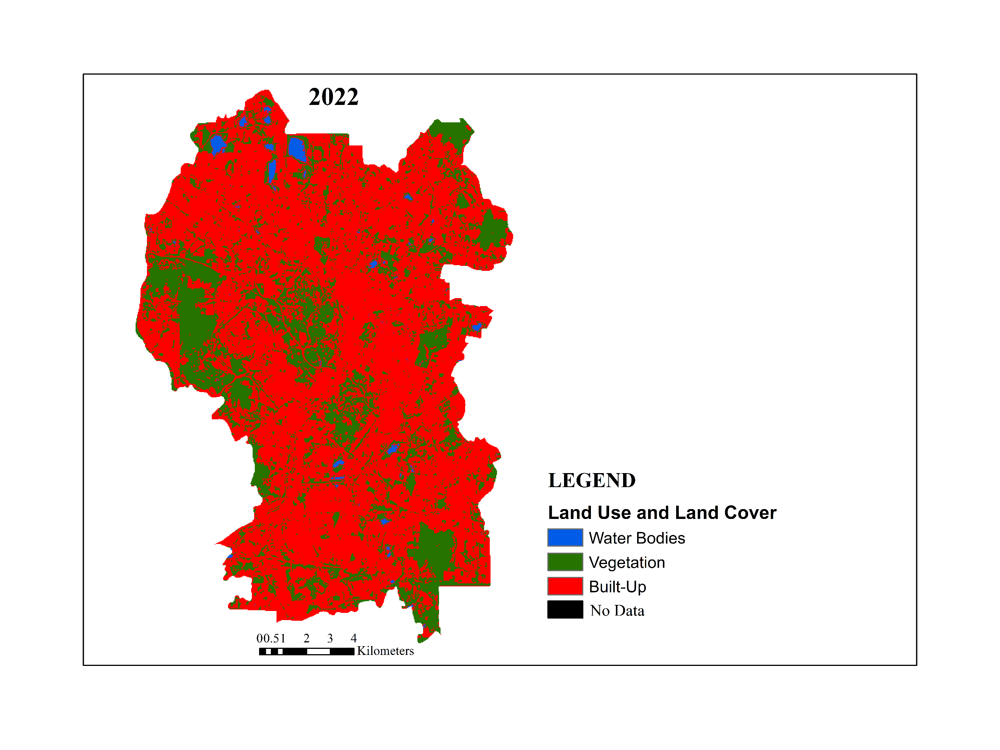 2022
LEGEND
Land Use and Land Cover
Water Bodies
Vegetation
Built-Up
No Data
00.51 2 3 4
Kilometers